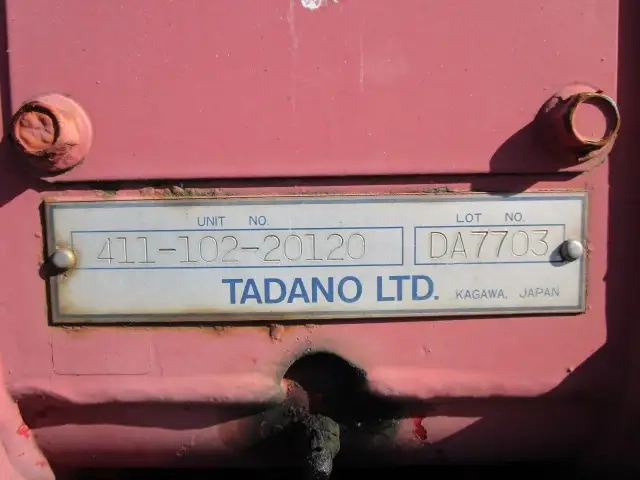 UNIT NO. LOT NO.
411-102-20120 DA7703
TADANO LTD. KAGAWA, JAPAN